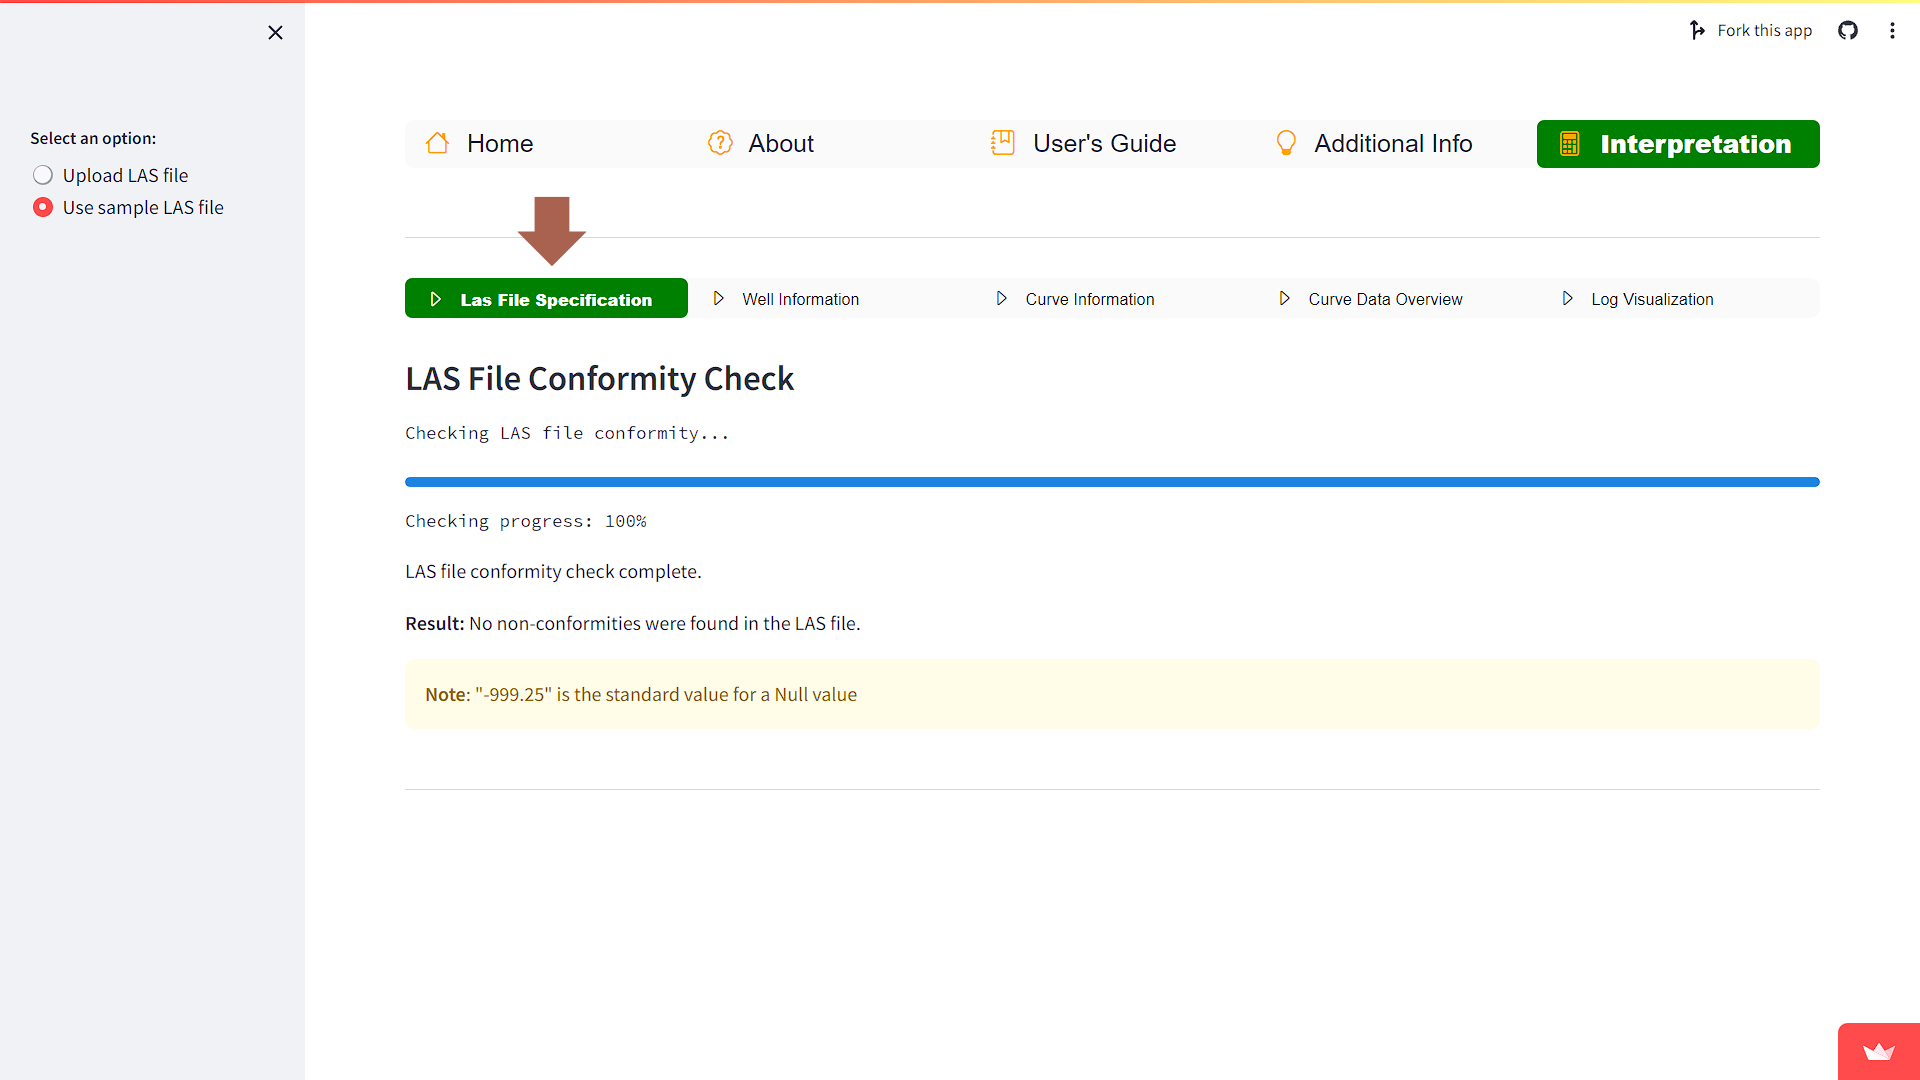 Fork this app
Select an option:
Upload LAS file
Use sample LAS file
Home
About
User's Guide
Additional Info
Interpretation
Las File Specification
Well Information
Curve Information
Curve Data Overview
Log Visualization
LAS File Conformity Check
Checking LAS file conformity...
Checking progress: 100%
LAS file conformity check complete.
Result: No non-conformities were found in the LAS file.
Note: "-999.25" is the standard value for a Null value